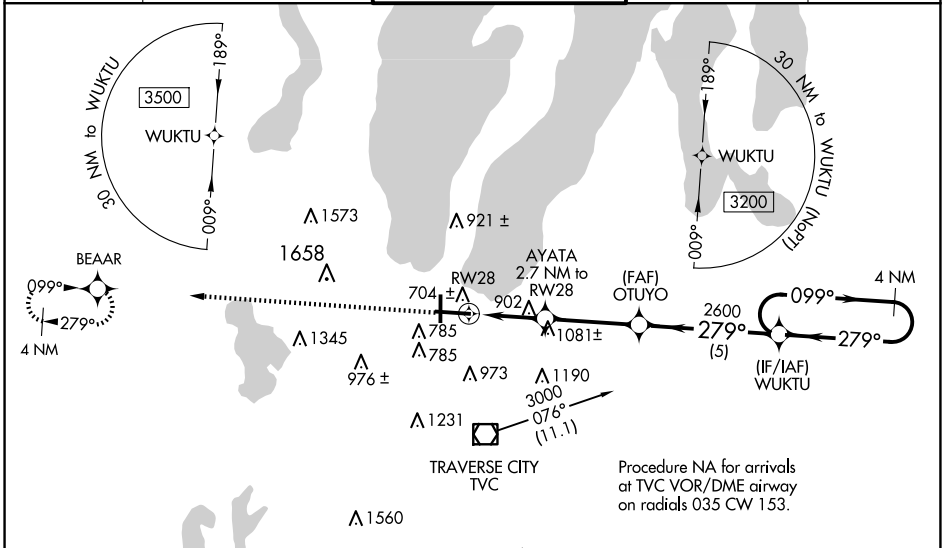 30 NM to WUKTU
189°
3500
WUKTU
009°
189°
30 NM to WUKTU (NoPT)
WUKTU
3200
009°
1573
921 ±
1658
BEAAR
099°
279°
4 NM
704 ±
RW28
902
AYATA
2.7 NM to
RW28
(FAF)
OTUYO
2600
279°
(5)
099°
4 NM
279°
(IF/IAF)
WUKTU
1081±
785
785
1345
976 ±
973
1190
3000
076°
(11.1)
1231
TRAVERSE CITY
TVC
Procedure NA for arrivals
at TVC VOR/DME airway
on radials 035 CW 153.
1560